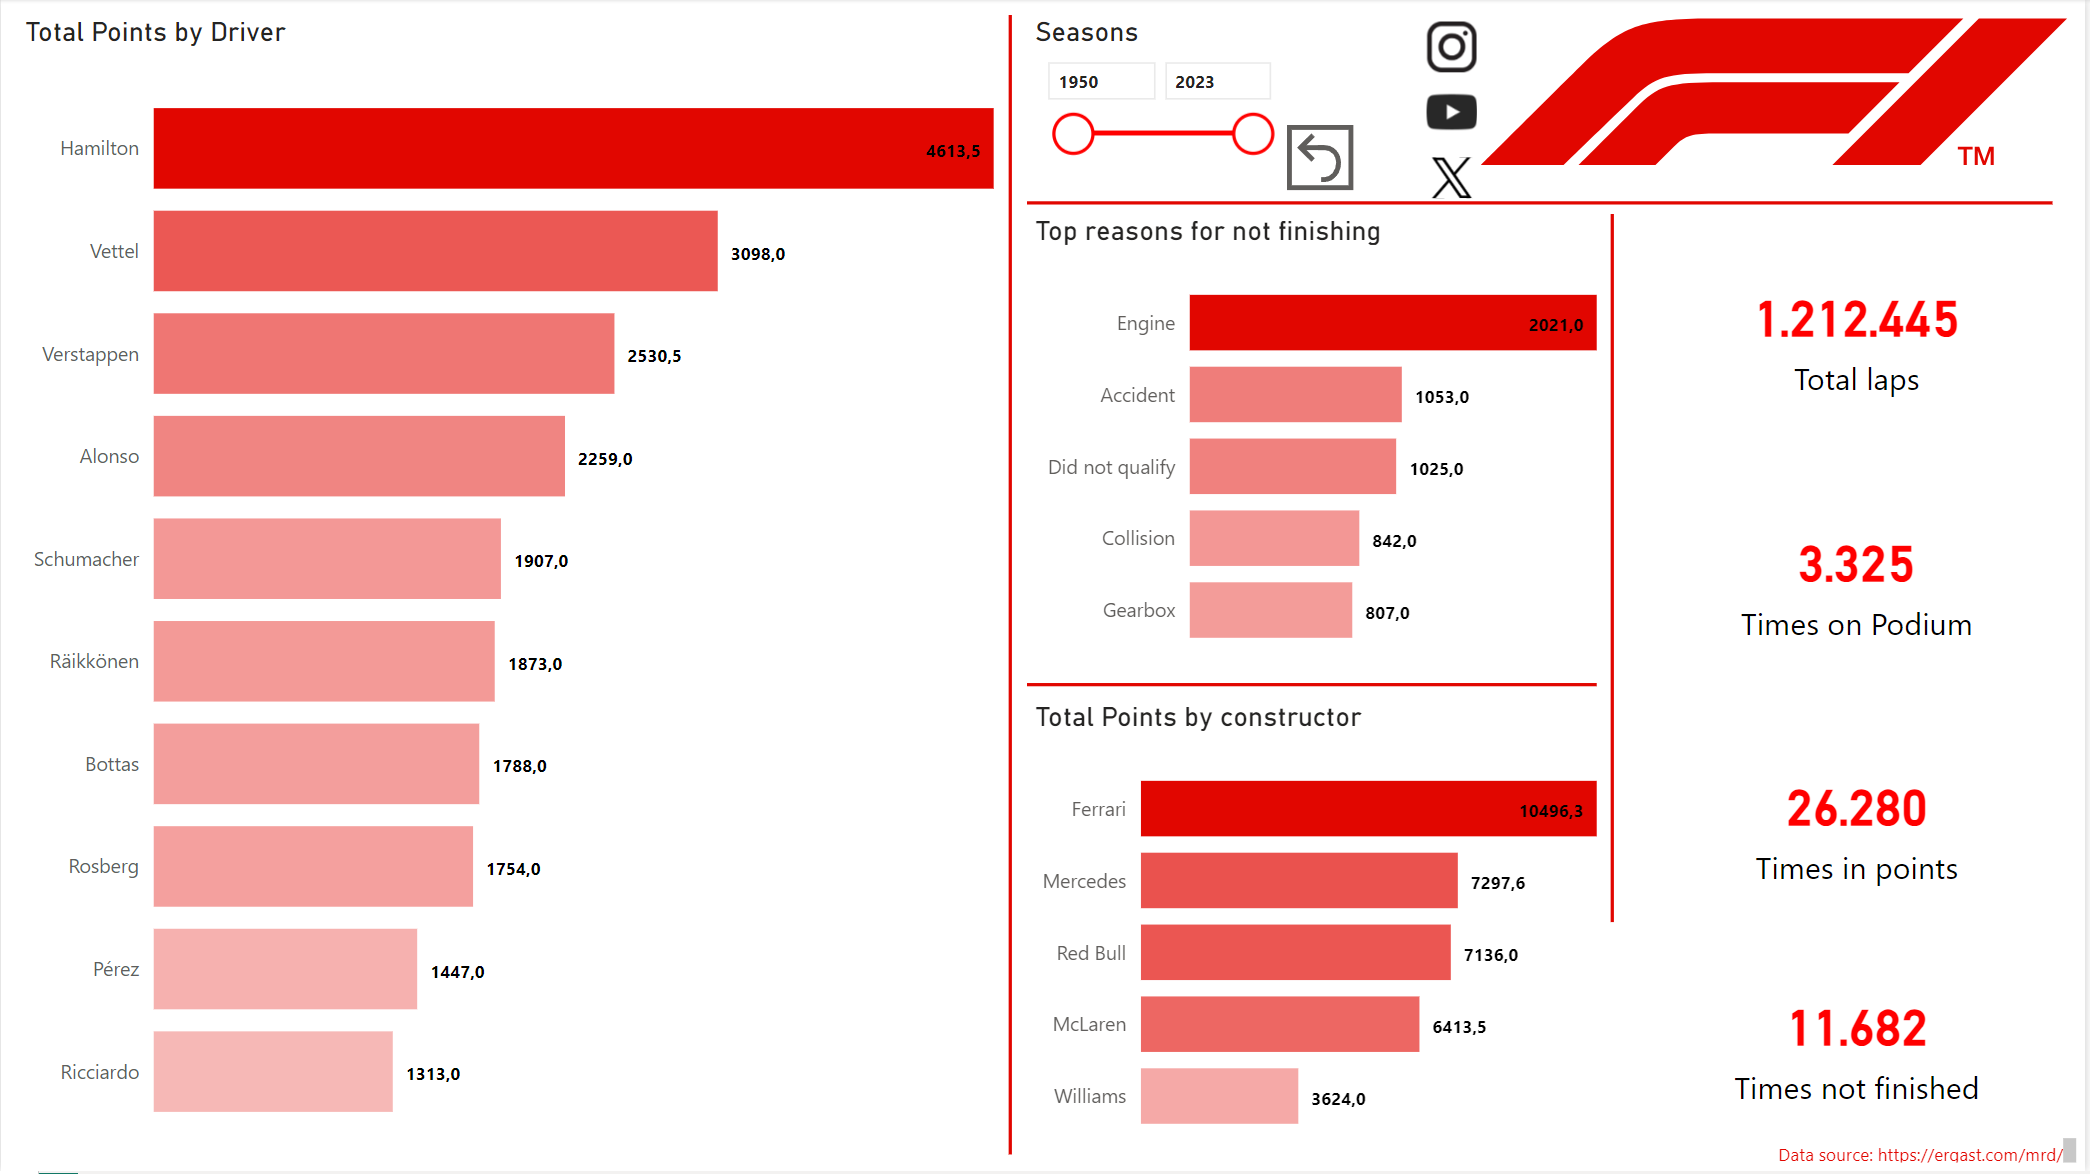 Total Points by Driver
Hamilton 4613,5
Vettel 3098,0
Verstappen 2530,5
Alonso 2259,0
Schumacher 1907,0
Räikkönen 1873,0
Bottas 1788,0
Rosberg 1754,0
Pérez 1447,0
Ricciardo 1313,0
Seasons
1950 2023
TM
Top reasons for not finishing
Engine 2021,0
Accident 1053,0
Did not qualify 1025,0
Collision 842,0
Gearbox 807,0
Total Points by constructor
Ferrari 10496,3
Mercedes 7297,6
Red Bull 7136,0
McLaren 6413,5
Williams 3624,0
1.212.445
Total laps
3.325
Times on Podium
26.280
Times in points
11.682
Times not finished
Data source: https://ergast.com/mrd/